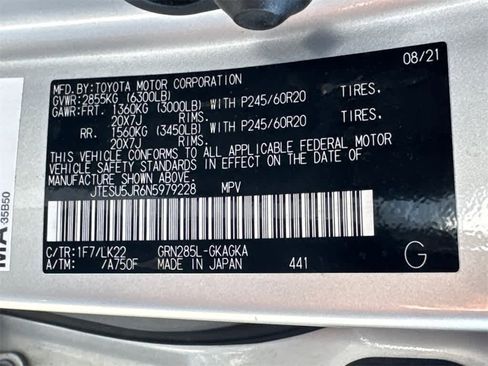 08/21
MFD.BY:TOYOTA MOTOR CORPORATION
GVWR:2855KG (6300LB)
GAWR:FRT. 1360KG (3000LB) WITH P245/60R20 TIRES,
20X7J
RR. 1560KG (3450LB) WITH P245/60R20 TIRES,
20X7J
THIS VEHICLE CONFORMS TO ALL APPLICABLE FEDERAL MOTOR
VEHICLE SAFETY STANDARDS IN EFFECT ON THE DATE OF
MANUFACTURE SHOWN ABOVE.
JTESU5JR6N5979228 MPV
C/TR:1F7/LK22 GRN285L-GKAGKA
A/TM: /A750F MADE IN JAPAN 441
G
MA
35B50